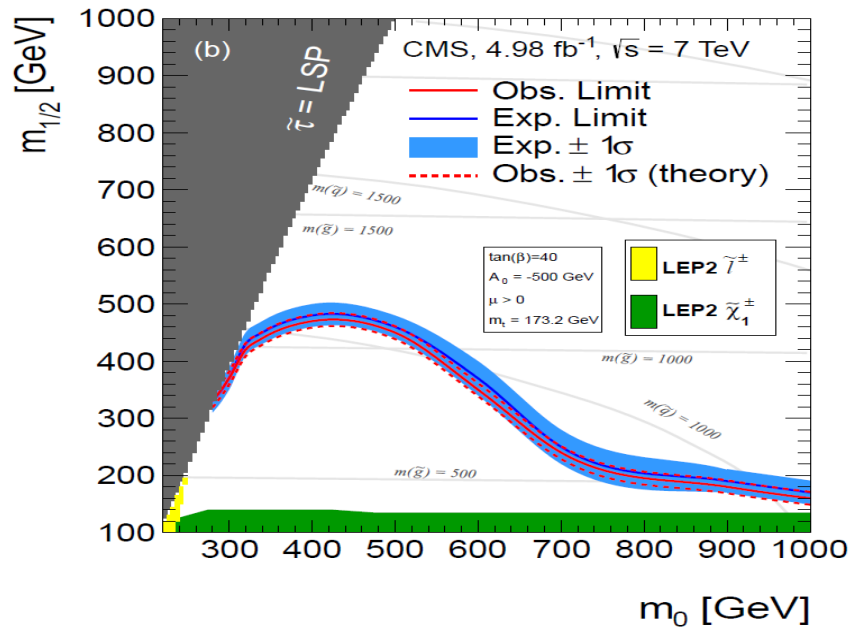 (b)
CMS, 4.98 fb⁻¹, √s = 7 TeV
τ̃ = LSP
Obs. Limit
Exp. Limit
Exp. ± 1σ
Obs. ± 1σ (theory)
m(q̃) = 1500
m(g̃) = 1500
tan(β)=40
A₀ = -500 GeV
μ > 0
mₜ = 173.2 GeV
LEP2 l̃±
LEP2 χ̃₁±
m(g̃) = 1000
m(q̃) = 1000
m(g̃) = 500
m₁/₂ [GeV]
1000
900
800
700
600
500
400
300
200
100
300 400 500 600 700 800 900 1000
m₀ [GeV]